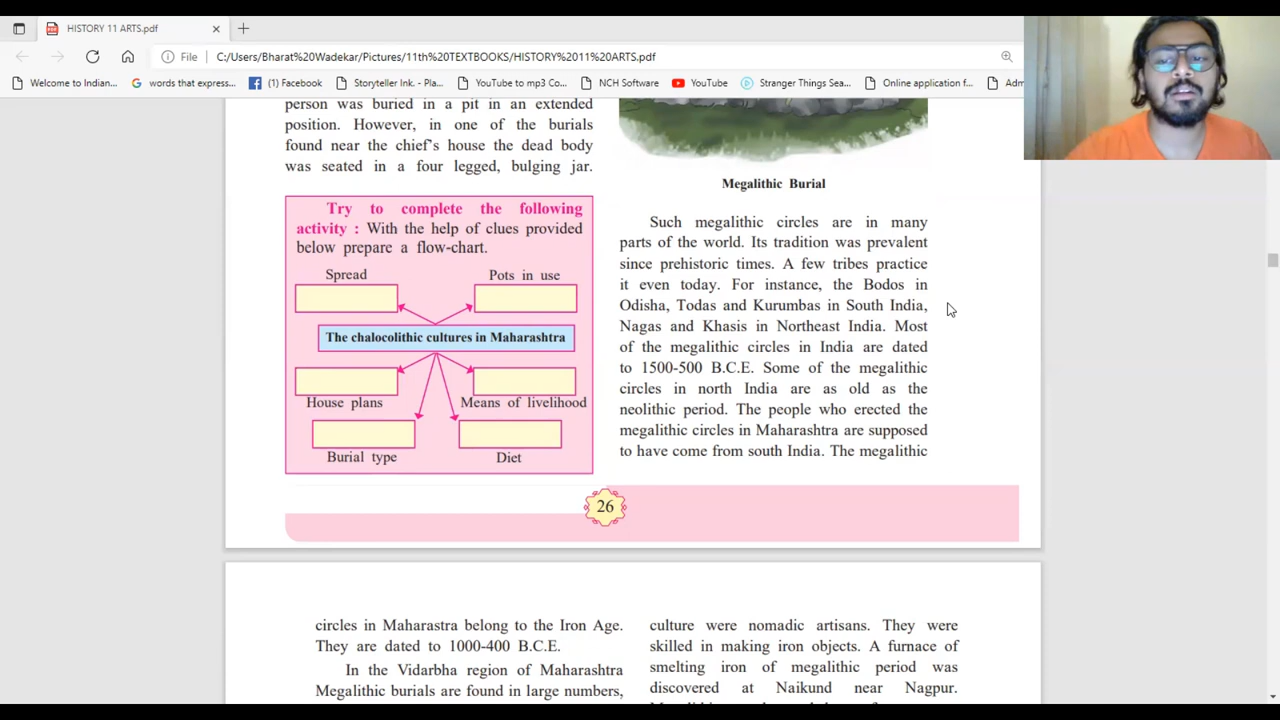 HISTORY 11 ARTS.pdf
File
C:/Users/Bharat%20Wadekar/Pictures/11th%20TEXTBOOKS/HISTORY%2011%20ARTS.pdf
Welcome to Indian...
words that express...
(1) Facebook
Storyteller Ink. - Pla...
YouTube to mp3 Co...
NCH Software
YouTube
Stranger Things Sea...
Online application f...
Adm
person was buried in a pit in an extended
position. However, in one of the burials
found near the chief's house the dead body
was seated in a four legged, bulging jar.
Try to complete the following
activity : With the help of clues provided
below prepare a flow-chart.
Spread
Pots in use
The chalocolithic cultures in Maharashtra
House plans
Means of livelihood
Burial type
Diet
Megalithic Burial
Such megalithic circles are in many
parts of the world. Its tradition was prevalent
since prehistoric times. A few tribes practice
it even today. For instance, the Bodos in
Odisha, Todas and Kurumbas in South India,
Nagas and Khasis in Northeast India. Most
of the megalithic circles in India are dated
to 1500-500 B.C.E. Some of the megalithic
circles in north India are as old as the
neolithic period. The people who erected the
megalithic circles in Maharashtra are supposed
to have come from south India. The megalithic
26
circles in Maharastra belong to the Iron Age.
They are dated to 1000-400 B.C.E.
In the Vidarbha region of Maharashtra
Megalithic burials are found in large numbers,
culture were nomadic artisans. They were
skilled in making iron objects. A furnace of
smelting iron of megalithic period was
discovered at Naikund near Nagpur.